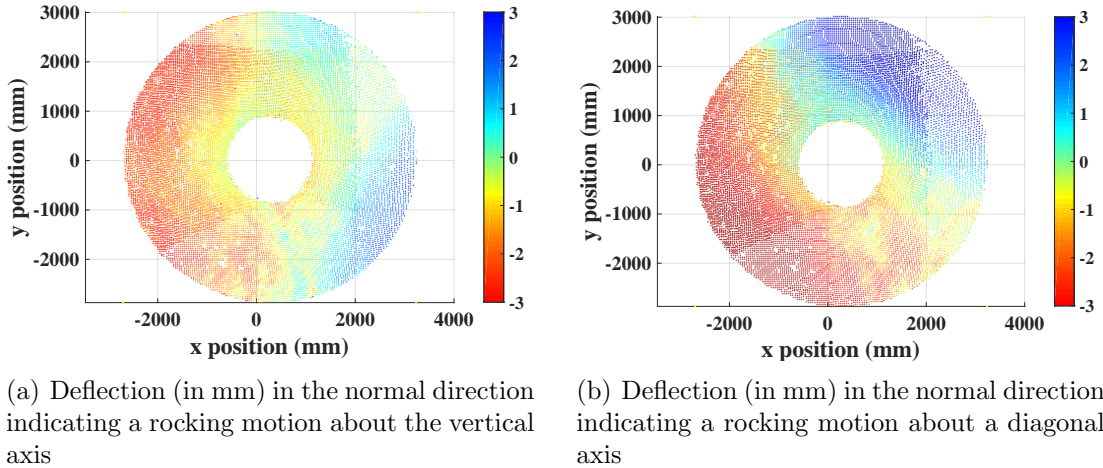 3000
2000
1000
0
-1000
-2000
y position (mm)
-2000 0 2000 4000
x position (mm)
3
2
1
0
-1
-2
-3
(a) Deflection (in mm) in the normal direction
indicating a rocking motion about the vertical
axis
3000
2000
1000
0
-1000
-2000
y position (mm)
-2000 0 2000 4000
x position (mm)
3
2
1
0
-1
-2
-3
(b) Deflection (in mm) in the normal direction
indicating a rocking motion about a diagonal
axis